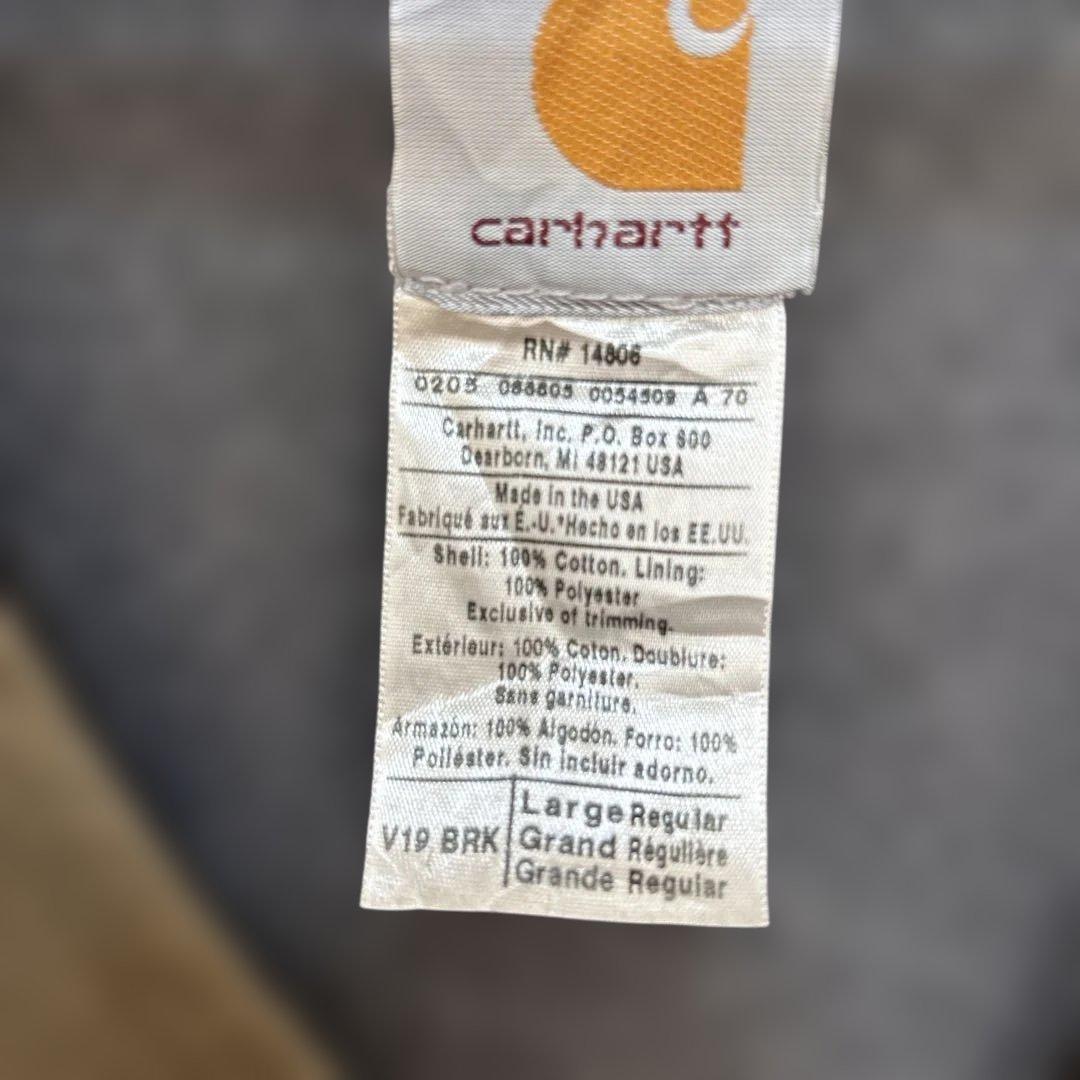 carhartt
RN# 14806
0205 088805 0054509 A 70
Carhartt, Inc. P.O. Box 600
Dearborn, MI 48121 USA
Made in the USA
Fabriqué aux É.-U.*Hecho en los EE.UU.
Shell: 100% Cotton. Lining:
100% Polyester
Exclusive of trimming.
Extérieur: 100% Coton. Doublure:
100% Polyester.
Sans garniture.
Armazón: 100% Algodón. Forro: 100%
Poliéster. Sin incluir adorno.
V19 BRK
Large Regular
Grand Régulière
Grande Regular